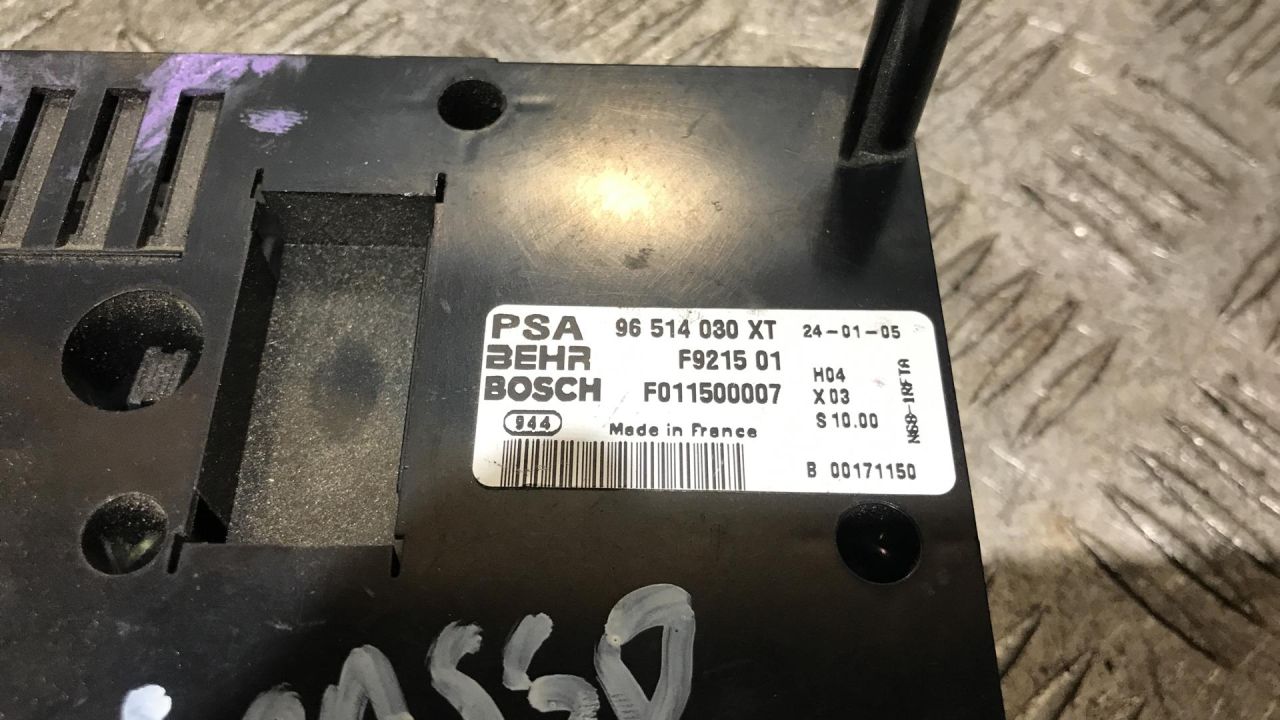 PSA 96 514 030 XT 24-01-05
BEHR F9215 01
BOSCH F011500007
H04
X03
S 10.00
944 Made in France
B 00171150